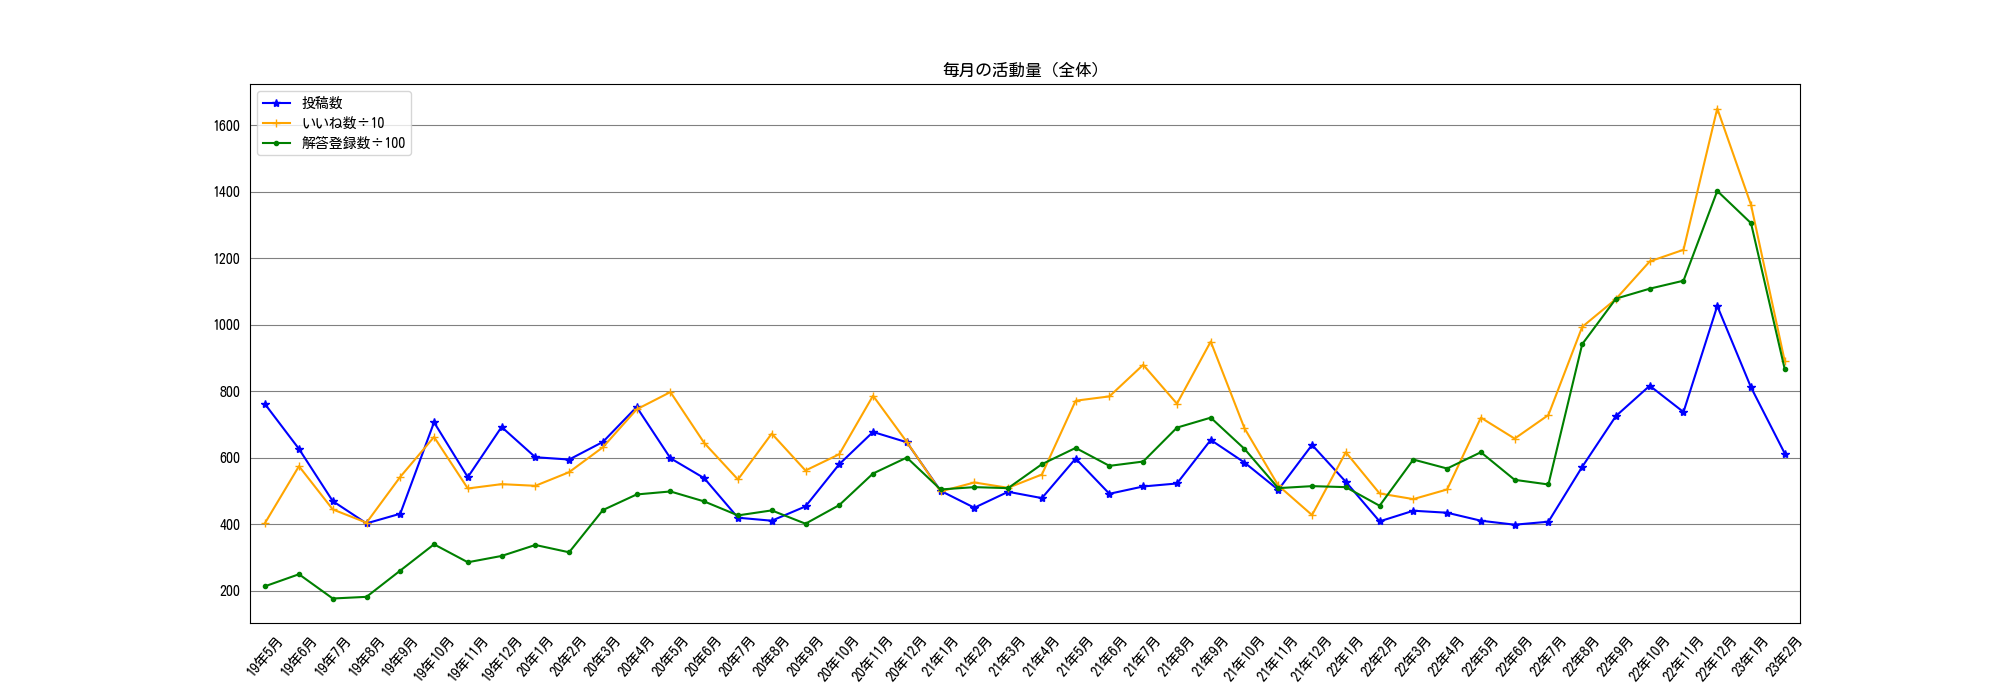 毎月の活動量（全体）
投稿数
いいね数÷10
解答登録数÷100
1600
1400
1200
1000
800
600
400
200
19年5月
19年6月
19年7月
19年8月
19年9月
19年10月
19年11月
19年12月
20年1月
20年2月
20年3月
20年4月
20年5月
20年6月
20年7月
20年8月
20年9月
20年10月
20年11月
20年12月
21年1月
21年2月
21年3月
21年4月
21年5月
21年6月
21年7月
21年8月
21年9月
21年10月
21年11月
21年12月
22年1月
22年2月
22年3月
22年4月
22年5月
22年6月
22年7月
22年8月
22年9月
22年10月
22年11月
22年12月
23年1月
23年2月